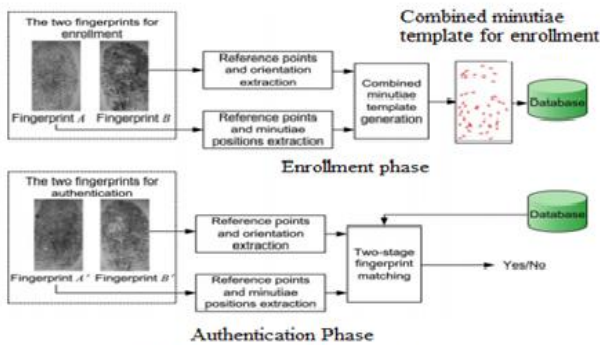 The two fingerprints for
enrollment
Fingerprint A Fingerprint B
Reference points
and orientation
extraction
Reference points
and minutiae
positions extraction
Combined
minutiae
template
generation
Combined minutiae
template for enrollment
Database
Enrollment phase
The two fingerprints for
authentication
Fingerprint A' Fingerprint B'
Reference points
and orientation
extraction
Reference points
and minutiae
positions extraction
Two-stage
fingerprint
matching
Database
Yes/No
Authentication Phase